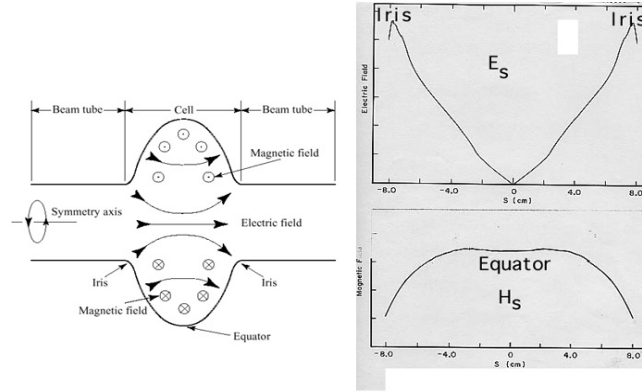 Beam tube
Cell
Beam tube
Magnetic field
Symmetry axis
Electric field
Iris
Iris
Magnetic field
Equator
Iris
Iris
Es
Electric Field
-8.0
-4.0
0
4.0
8.0
S (cm)
Equator
Hs
Magnetic Field
-8.0
-4.0
0
4.0
8.0
S (cm)